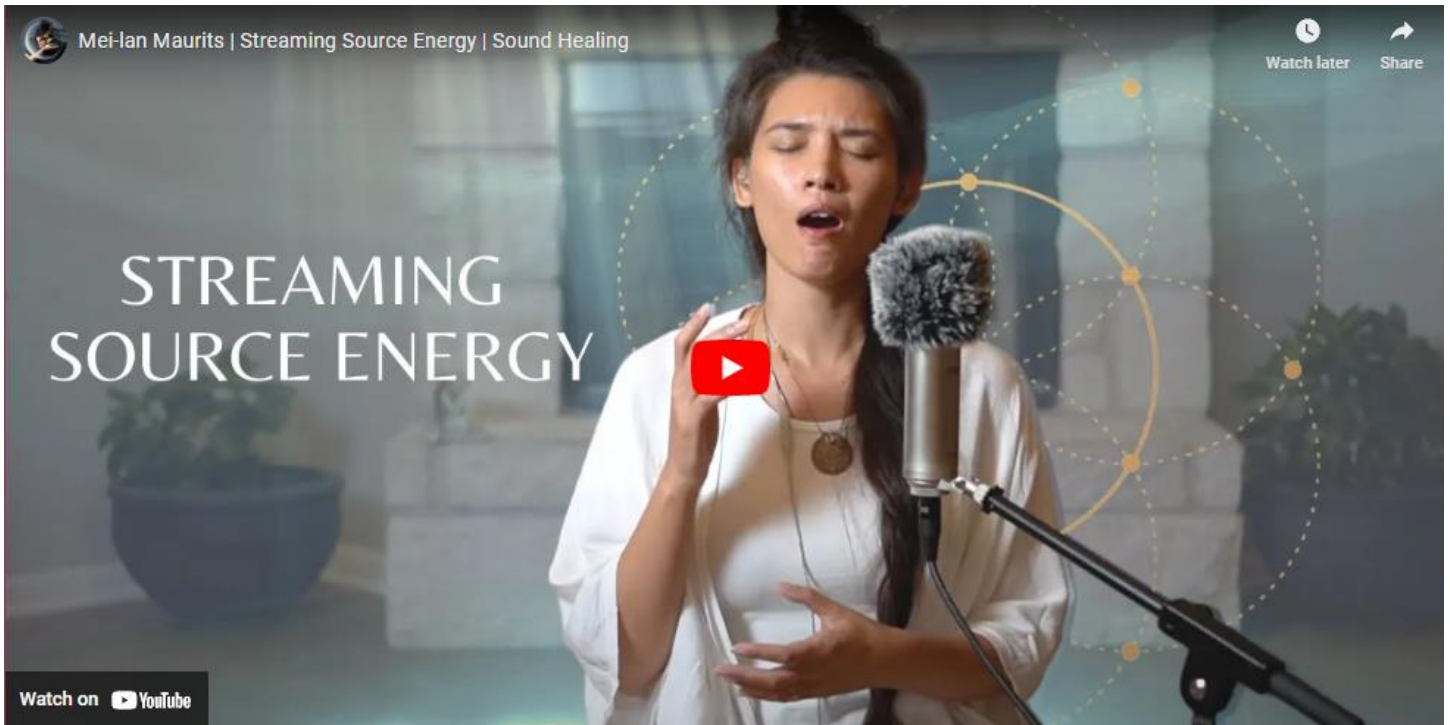 Mei-lan Maurits | Streaming Source Energy | Sound Healing
Watch later
Share
STREAMING
SOURCE ENERGY
Watch on YouTube